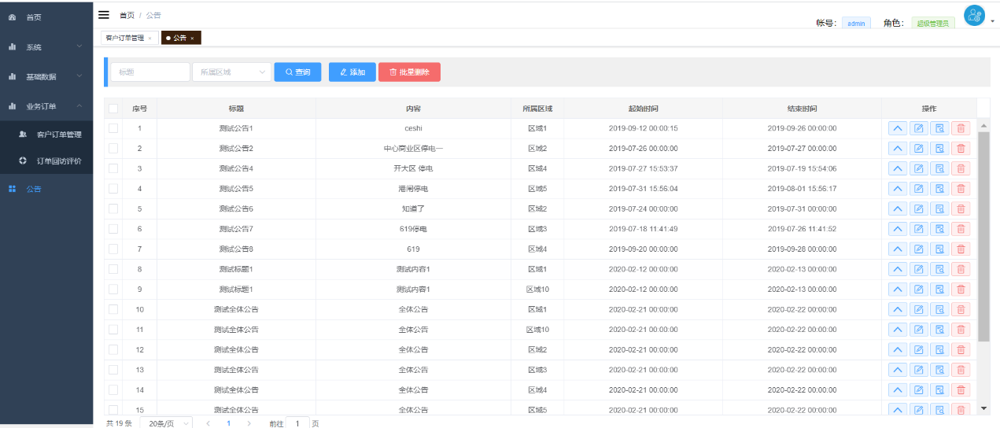 首页
系统
基础数据
业务订单
客户订单管理
订单回访评价
公告
首页 / 公告
帐号： admin 角色： 超级管理员
客户订单管理 × 公告 ×
标题 所属区域 查询 添加 批量删除
序号 标题 内容 所属区域 起始时间 结束时间 操作
1 测试公告1 ceshi 区域1 2019-09-12 00:00:15 2019-09-26 00:00:00
2 测试公告2 中心商业区停电一 区域2 2019-07-26 00:00:00 2019-07-27 00:00:00
3 测试公告4 开大区 停电 区域4 2019-07-27 15:53:37 2019-07-19 15:54:06
4 测试公告5 港闸停电 区域5 2019-07-31 15:56:04 2019-08-01 15:56:17
5 测试公告6 知道了 区域2 2019-07-24 00:00:00 2019-07-31 00:00:00
6 测试公告7 619停电 区域3 2019-07-18 11:41:49 2019-07-26 11:41:52
7 测试公告8 619 区域4 2019-09-20 00:00:00 2019-09-28 00:00:00
8 测试标题1 测试内容1 区域1 2020-02-12 00:00:00 2020-02-13 00:00:00
9 测试标题1 测试内容1 区域10 2020-02-12 00:00:00 2020-02-13 00:00:00
10 测试全体公告 全体公告 区域1 2020-02-21 00:00:00 2020-02-22 00:00:00
11 测试全体公告 全体公告 区域10 2020-02-21 00:00:00 2020-02-22 00:00:00
12 测试全体公告 全体公告 区域2 2020-02-21 00:00:00 2020-02-22 00:00:00
13 测试全体公告 全体公告 区域3 2020-02-21 00:00:00 2020-02-22 00:00:00
14 测试全体公告 全体公告 区域4 2020-02-21 00:00:00 2020-02-22 00:00:00
15 测试全体公告 全体公告 区域5 2020-02-21 00:00:00 2020-02-22 00:00:00
共 19 条 20条/页 1 前往 1 页